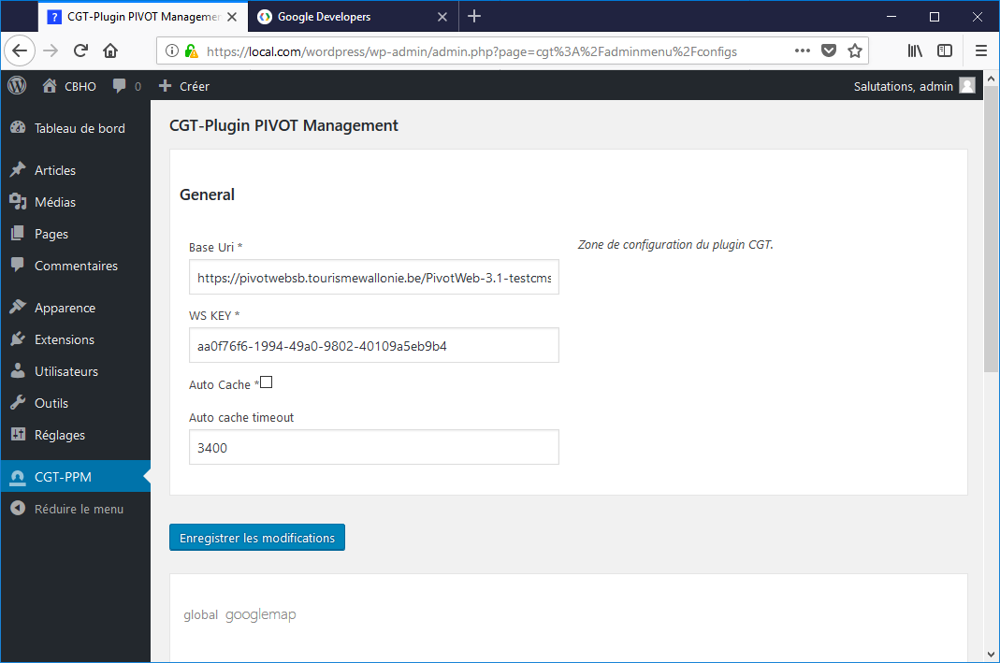 CGT-Plugin PIVOT Managemen
Google Developers
https://local.com/wordpress/wp-admin/admin.php?page=cgt%3A%2Fadminmenu%2Fconfigs
CBHO 0 Créer Salutations, admin
Tableau de bord
Articles
Médias
Pages
Commentaires
Apparence
Extensions
Utilisateurs
Outils
Réglages
CGT-PPM
Réduire le menu
CGT-Plugin PIVOT Management
General
Base Uri *
https://pivotwebsb.tourismewallonie.be/PivotWeb-3.1-testcms
Zone de configuration du plugin CGT.
WS KEY *
aa0f76f6-1994-49a0-9802-40109a5eb9b4
Auto Cache *
Auto cache timeout
3400
Enregistrer les modifications
global googlemap